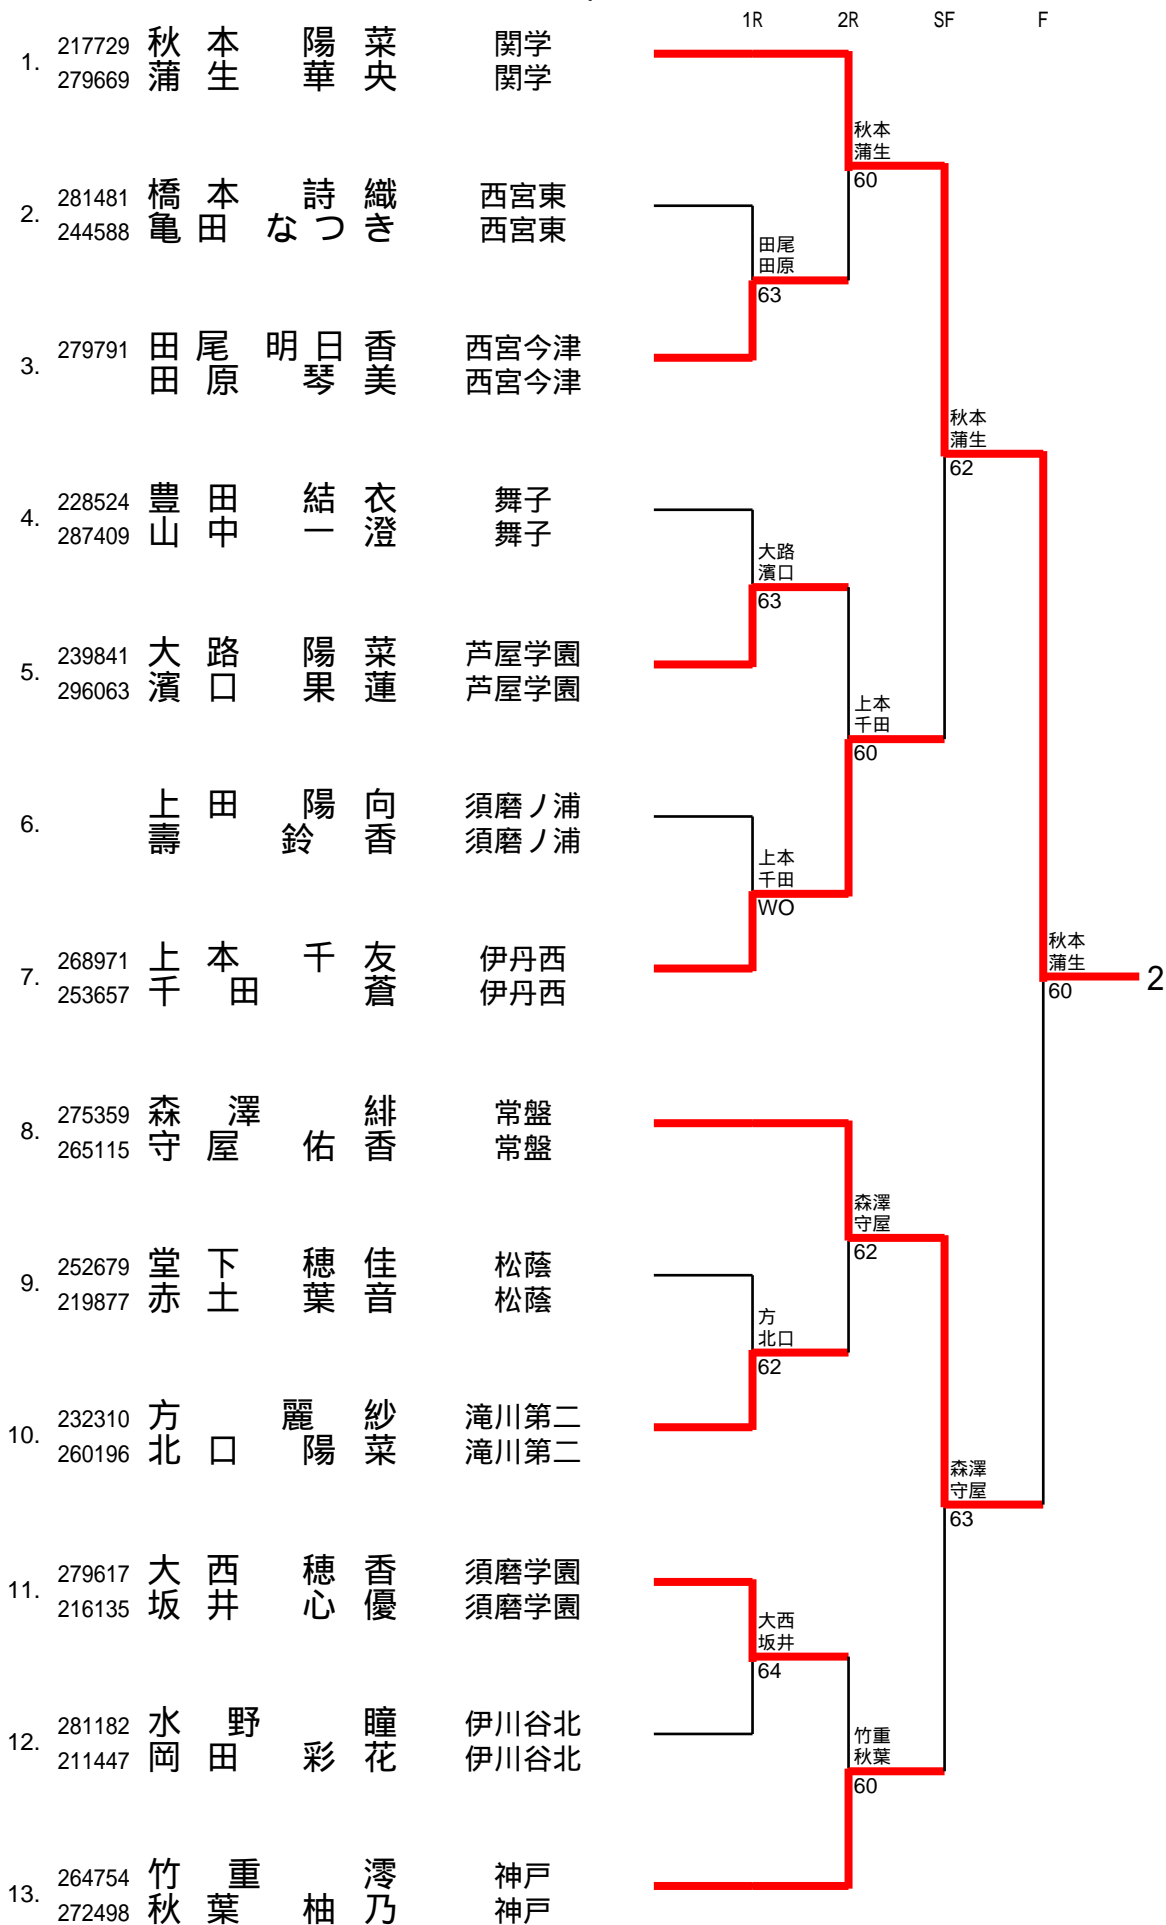 1R 2R SF F
1. 217729 秋本 陽菜 関学
279669 蒲生 華央 関学
秋本
蒲生
60
2. 281481 橋本 詩織 西宮東
244588 亀田 なつき 西宮東
田尾
田原
63
3. 279791 田尾 明日香 西宮今津
田原 琴美 西宮今津
秋本
蒲生
62
4. 228524 豊田 結衣 舞子
287409 山中 一澄 舞子
大路
濱口
63
5. 239841 大路 陽菜 芦屋学園
296063 濱口 果蓮 芦屋学園
上本
千田
60
6. 上田 陽向 須磨ノ浦
壽 鈴香 須磨ノ浦
上本
千田
WO
7. 268971 上本 千友 伊丹西
253657 千田 蒼 伊丹西
秋本
蒲生
60
2
8. 275359 森澤 緋 常盤
265115 守屋 佑香 常盤
森澤
守屋
62
9. 252679 堂下 穂佳 松蔭
219877 赤土 葉音 松蔭
方
北口
62
10. 232310 方 麗紗 滝川第二
260196 北口 陽菜 滝川第二
森澤
守屋
63
11. 279617 大西 穂香 須磨学園
216135 坂井 心優 須磨学園
大西
坂井
64
12. 281182 水野 瞳 伊川谷北
211447 岡田 彩花 伊川谷北
竹重
秋葉
60
13. 264754 竹重 澪 神戸
272498 秋葉 柚乃 神戸